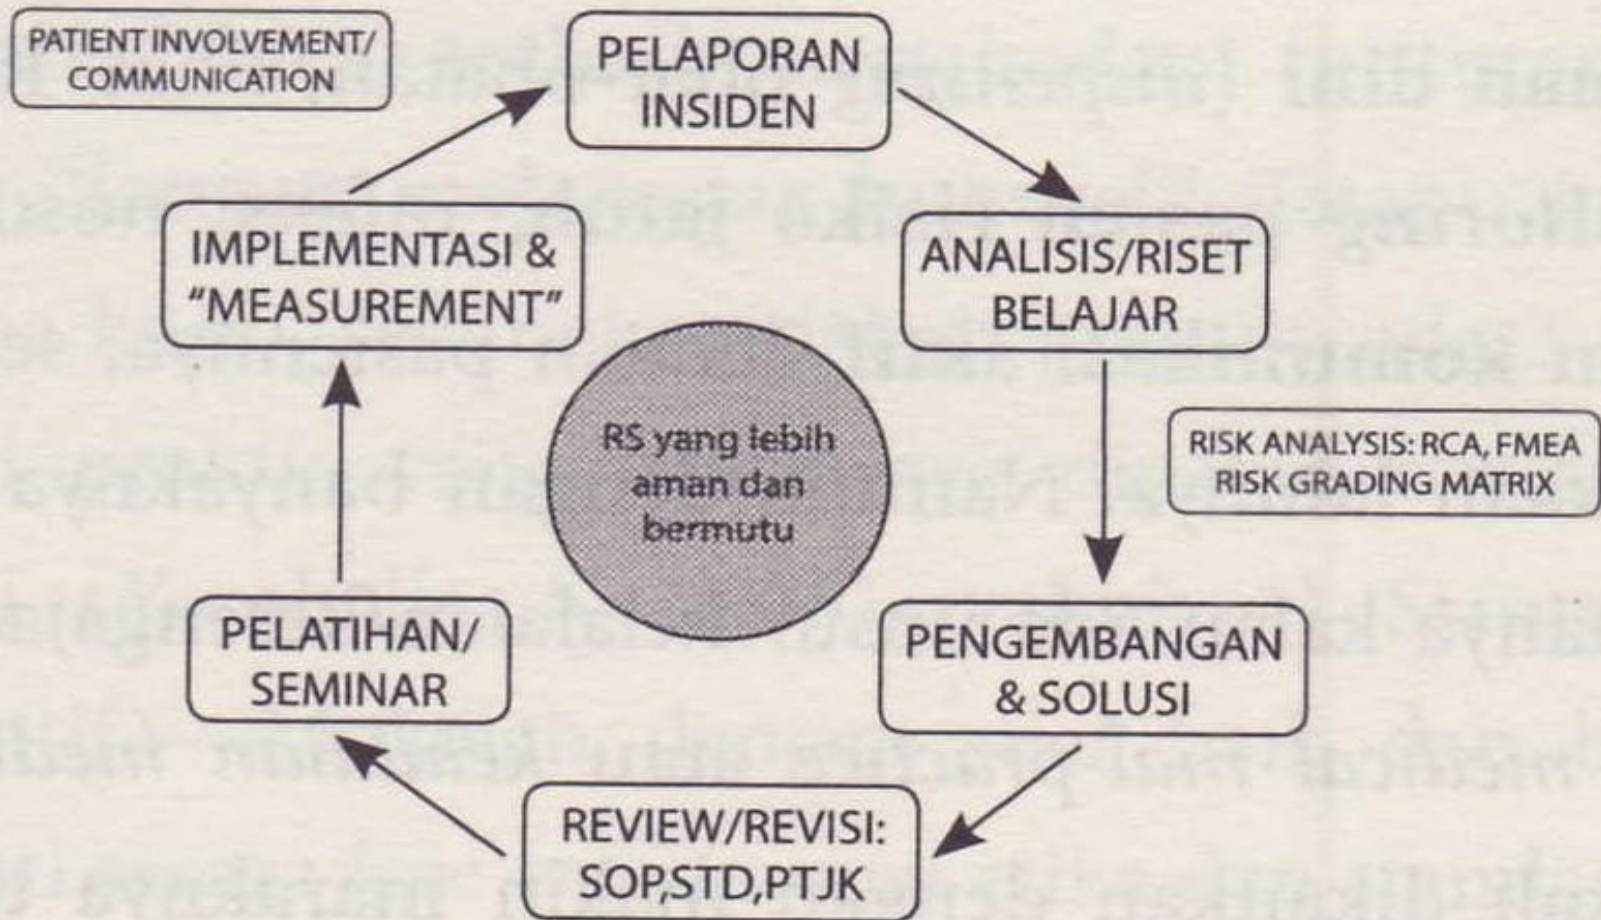 PATIENT INVOLVEMENT/
COMMUNICATION
PELAPORAN
INSIDEN
IMPLEMENTASI &
“MEASUREMENT”
ANALISIS/RISET
BELAJAR
RS yang lebih
aman dan
bermutu
RISK ANALYSIS: RCA, FMEA
RISK GRADING MATRIX
PELATIHAN/
SEMINAR
PENGEMBANGAN
& SOLUSI
REVIEW/REVISI:
SOP,STD,PTJK